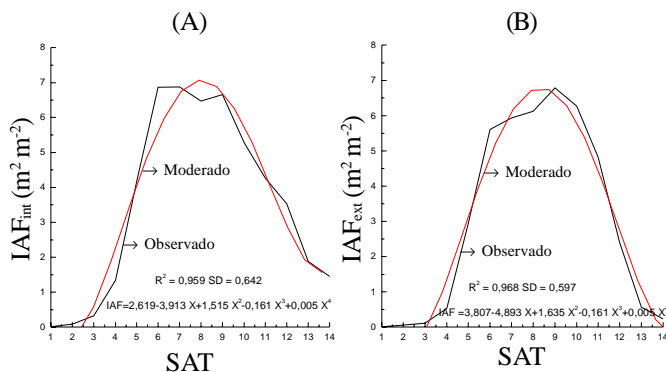 (A)
8
7
6
5
4
3
2
1
0
IAF_int (m² m⁻²)
Moderado
Observado
R² = 0,959 SD = 0,642
IAF=2,619-3,913 X+1,515 X²-0,161 X³+0,005 X⁴
1 2 3 4 5 6 7 8 9 10 11 12 13 14
SAT
(B)
8
7
6
5
4
3
2
1
0
IAF_ext (m² m⁻²)
Moderado
Observado
R² = 0,968 SD = 0,597
IAF =3,807-4,893 X+1,635 X²-0,161 X³+0,005 X
1 2 3 4 5 6 7 8 9 10 11 12 13 14
SAT